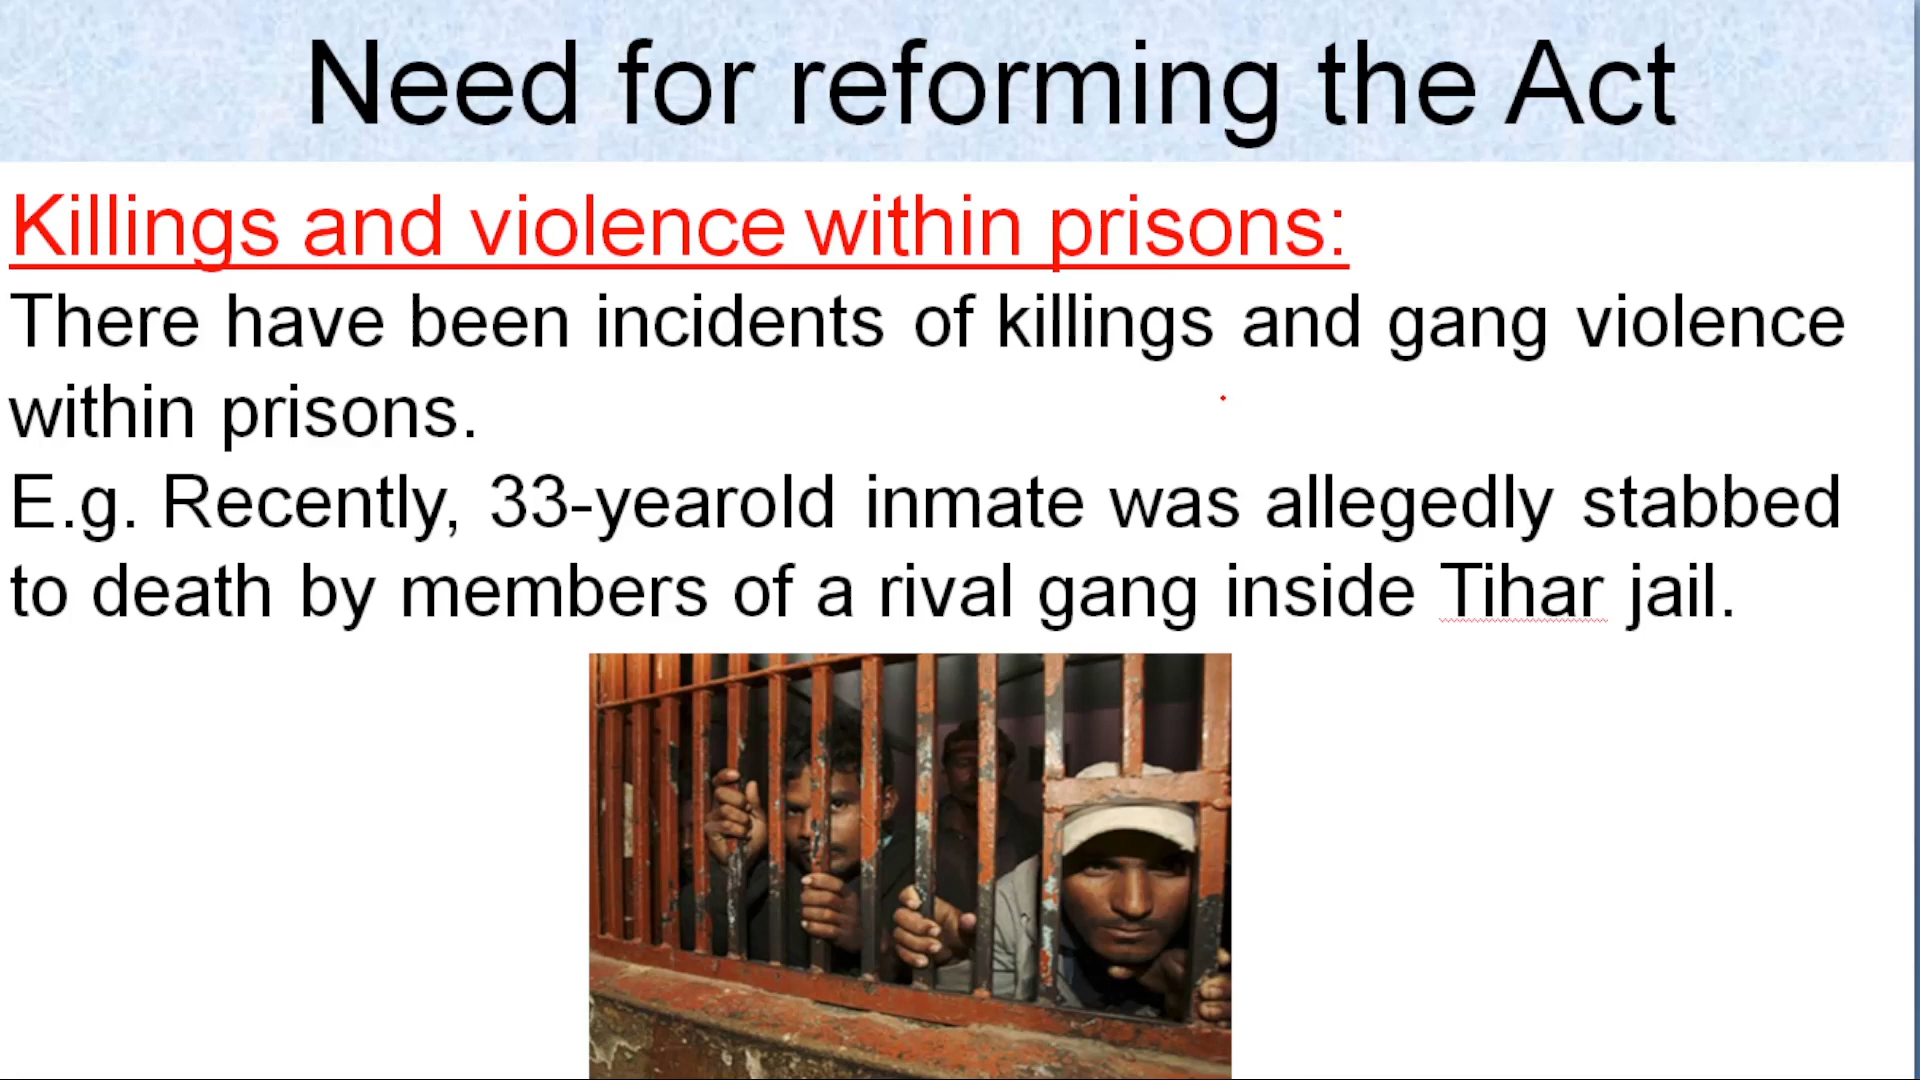 Need for reforming the Act
Killings and violence within prisons:
There have been incidents of killings and gang violence
within prisons.
E.g. Recently, 33-yearold inmate was allegedly stabbed
to death by members of a rival gang inside Tihar jail.